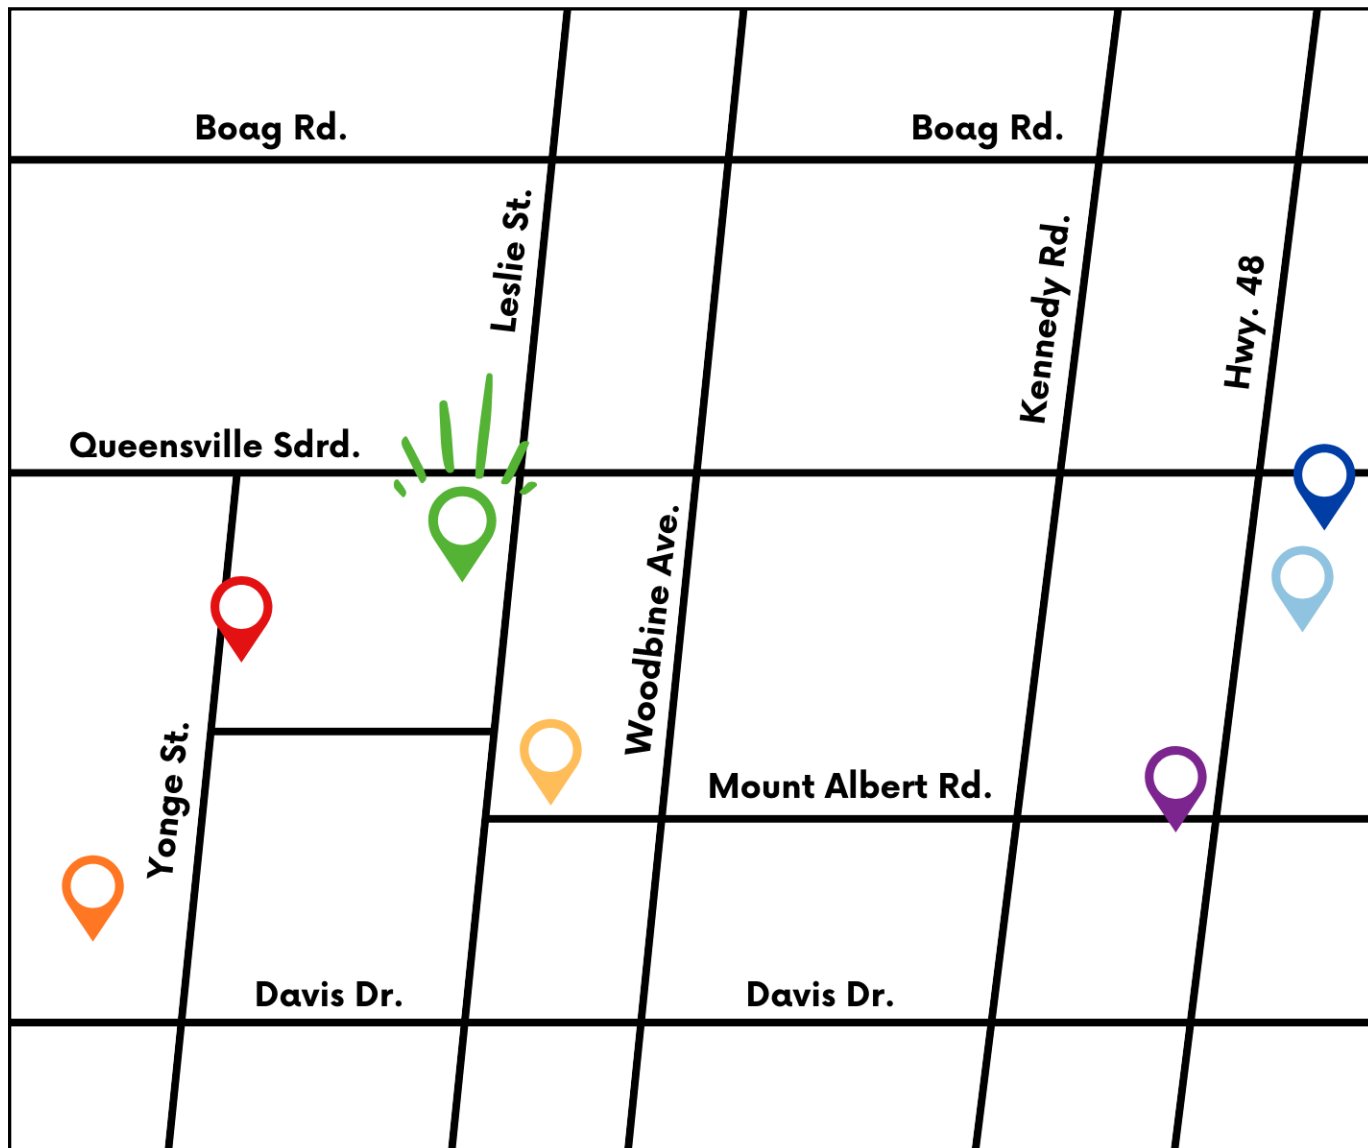 Boag Rd.
Boag Rd.
Leslie St.
Kennedy Rd.
Hwy. 48
Queensville Sdrd.
Woodbine Ave.
Yonge St.
Mount Albert Rd.
Davis Dr.
Davis Dr.